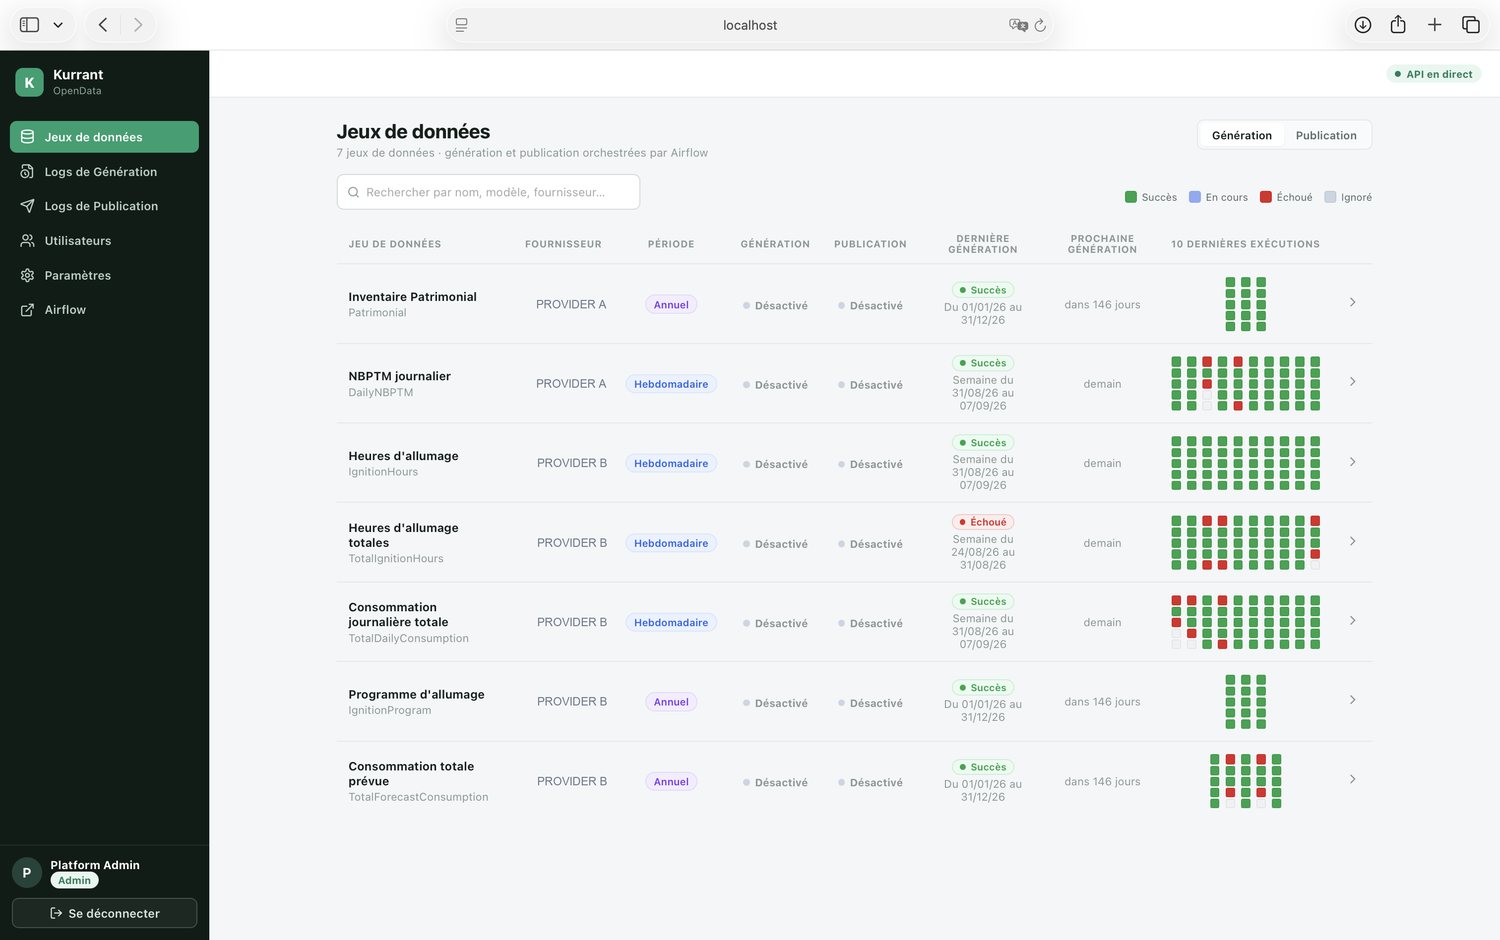 localhost
K
Kurrant
OpenData
API en direct
Jeux de données
Logs de Génération
Logs de Publication
Utilisateurs
Paramètres
Airflow
Jeux de données
7 jeux de données · génération et publication orchestrées par Airflow
Génération Publication
Rechercher par nom, modèle, fournisseur...
Succès En cours Échoué Ignoré
JEU DE DONNÉES FOURNISSEUR PÉRIODE GÉNÉRATION PUBLICATION DERNIÈRE GÉNÉRATION PROCHAINE GÉNÉRATION 10 DERNIÈRES EXÉCUTIONS
Inventaire Patrimonial
Patrimonial
PROVIDER A Annuel Désactivé Désactivé
Succès
Du 01/01/26 au
31/12/26
dans 146 jours
NBPTM journalier
DailyNBPTM
PROVIDER A Hebdomadaire Désactivé Désactivé
Succès
Semaine du
31/08/26 au
07/09/26
demain
Heures d'allumage
IgnitionHours
PROVIDER B Hebdomadaire Désactivé Désactivé
Succès
Semaine du
31/08/26 au
07/09/26
demain
Heures d'allumage
totales
TotalIgnitionHours
PROVIDER B Hebdomadaire Désactivé Désactivé
Échoué
Semaine du
24/08/26 au
31/08/26
demain
Consommation
journalière totale
TotalDailyConsumption
PROVIDER B Hebdomadaire Désactivé Désactivé
Succès
Semaine du
31/08/26 au
07/09/26
demain
Programme d'allumage
IgnitionProgram
PROVIDER B Annuel Désactivé Désactivé
Succès
Du 01/01/26 au
31/12/26
dans 146 jours
Consommation totale
prévue
TotalForecastConsumption
PROVIDER B Annuel Désactivé Désactivé
Succès
Du 01/01/26 au
31/12/26
dans 146 jours
P
Platform Admin
Admin
Se déconnecter